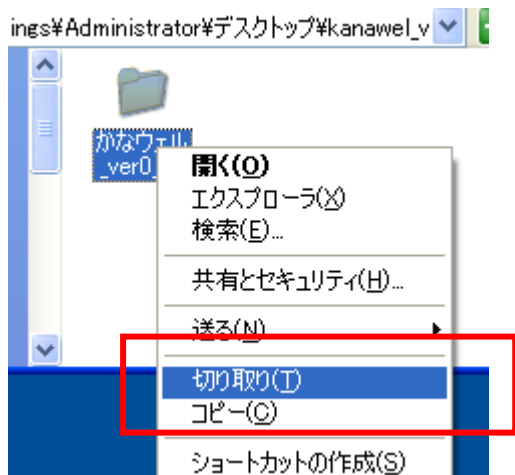 ings¥Administrator¥デスクトップ¥kanawel_v
かなウェル
_ver0_
開く(O)
エクスプローラ(X)
検索(E)...
共有とセキュリティ(H)...
送る(N)
切り取り(T)
コピー(C)
ショートカットの作成(S)